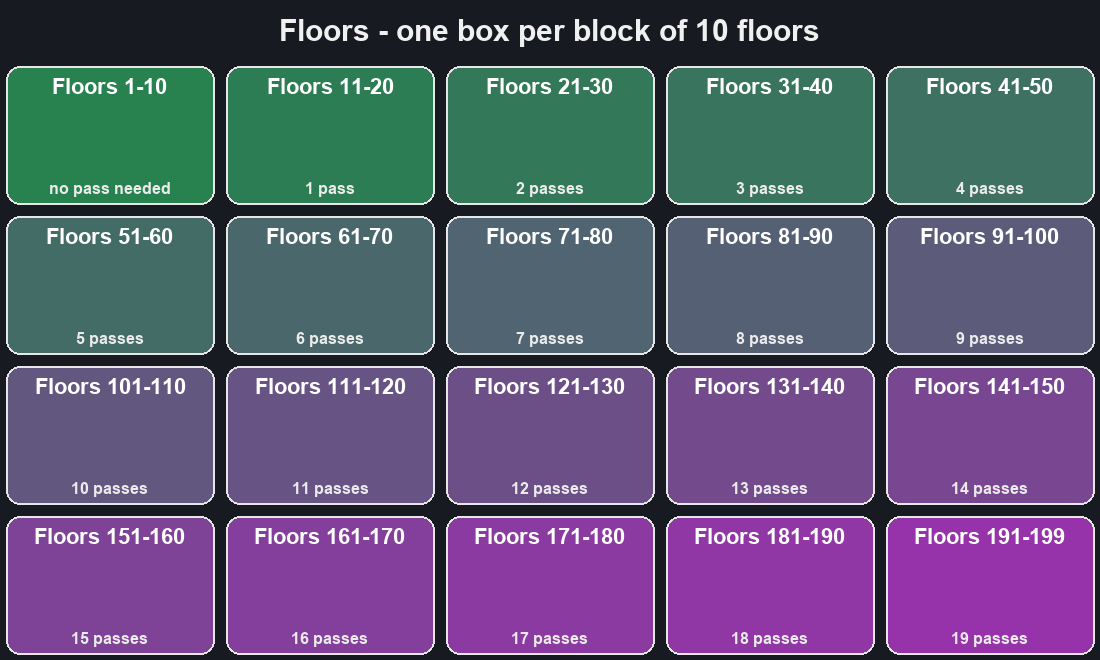 Floors - one box per block of 10 floors
Floors 1-10
no pass needed
Floors 11-20
1 pass
Floors 21-30
2 passes
Floors 31-40
3 passes
Floors 41-50
4 passes
Floors 51-60
5 passes
Floors 61-70
6 passes
Floors 71-80
7 passes
Floors 81-90
8 passes
Floors 91-100
9 passes
Floors 101-110
10 passes
Floors 111-120
11 passes
Floors 121-130
12 passes
Floors 131-140
13 passes
Floors 141-150
14 passes
Floors 151-160
15 passes
Floors 161-170
16 passes
Floors 171-180
17 passes
Floors 181-190
18 passes
Floors 191-199
19 passes